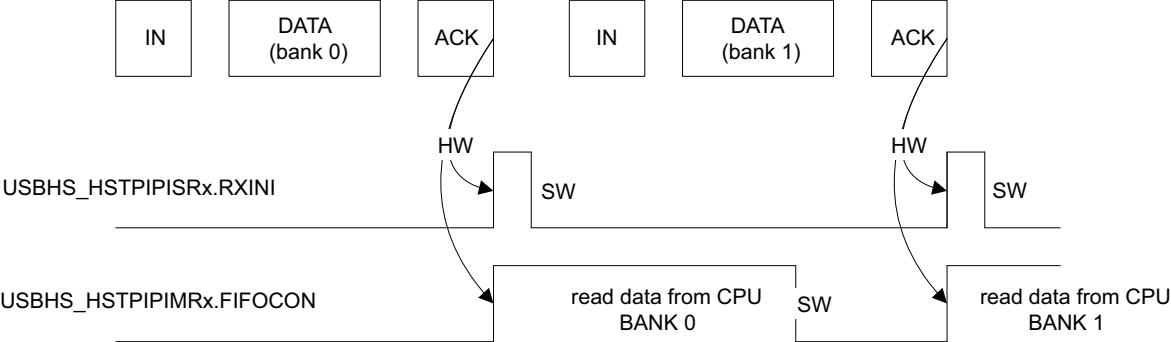 IN
DATA
(bank 0)
ACK
IN
DATA
(bank 1)
ACK
HW
HW
USBHS_HSTPIPISRx.RXINI
SW
SW
USBHS_HSTPIPIMRx.FIFOCON
read data from CPU
BANK 0
SW
read data from CPU
BANK 1